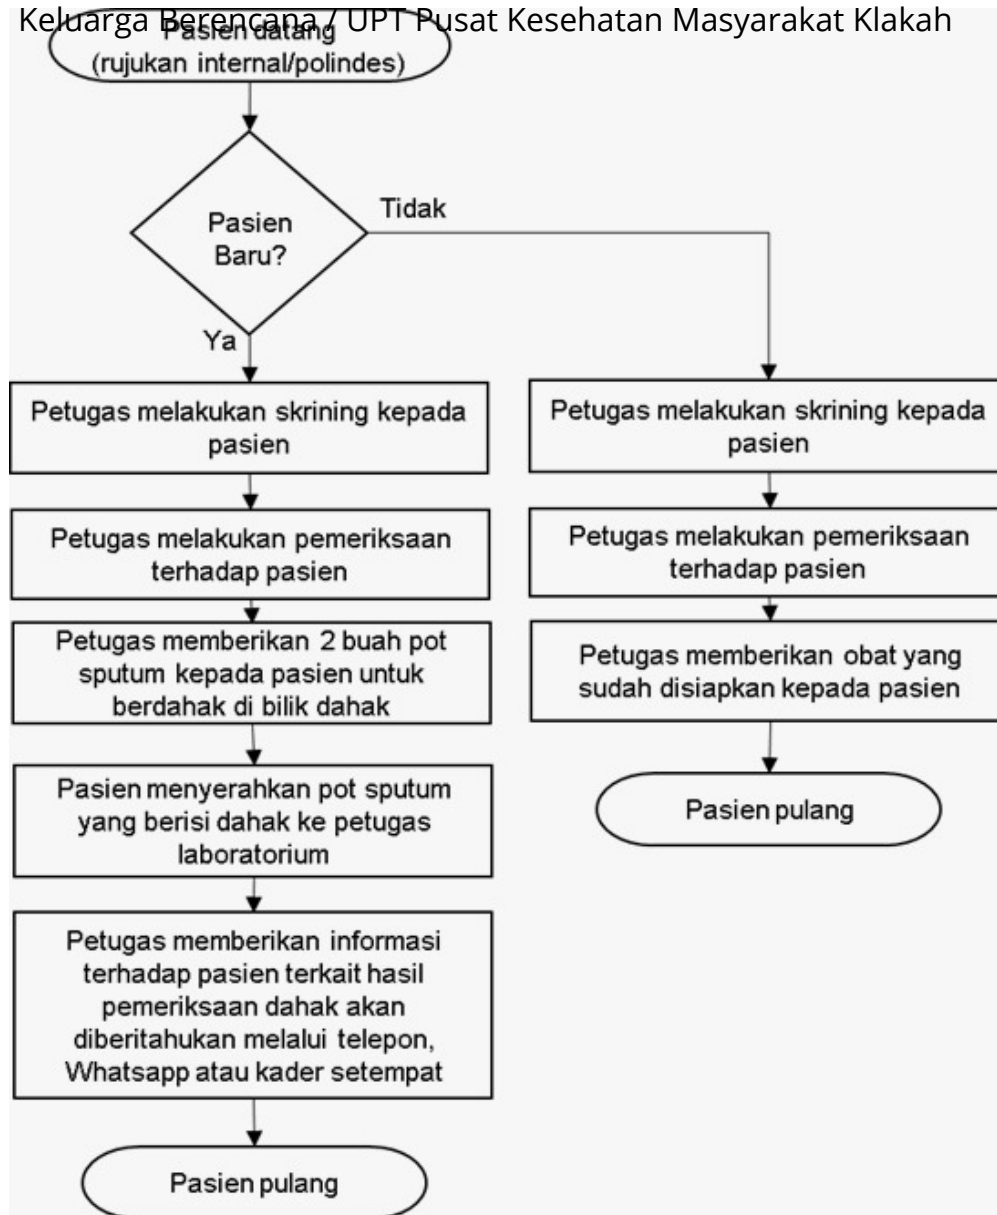 Keluarga Berencana / UPT Pusat Kesehatan Masyarakat Klakah
Pasien datang
(rujukan internal/polindes)
Pasien
Baru?
Tidak
Ya
Petugas melakukan skrining kepada
pasien
Petugas melakukan pemeriksaan
terhadap pasien
Petugas memberikan 2 buah pot
sputum kepada pasien untuk
berdahak di bilik dahak
Pasien menyerahkan pot sputum
yang berisi dahak ke petugas
laboratorium
Petugas memberikan informasi
terhadap pasien terkait hasil
pemeriksaan dahak akan
diberitahukan melalui telepon,
Whatsapp atau kader setempat
Pasien pulang
Petugas melakukan skrining kepada
pasien
Petugas melakukan pemeriksaan
terhadap pasien
Petugas memberikan obat yang
sudah disiapkan kepada pasien
Pasien pulang